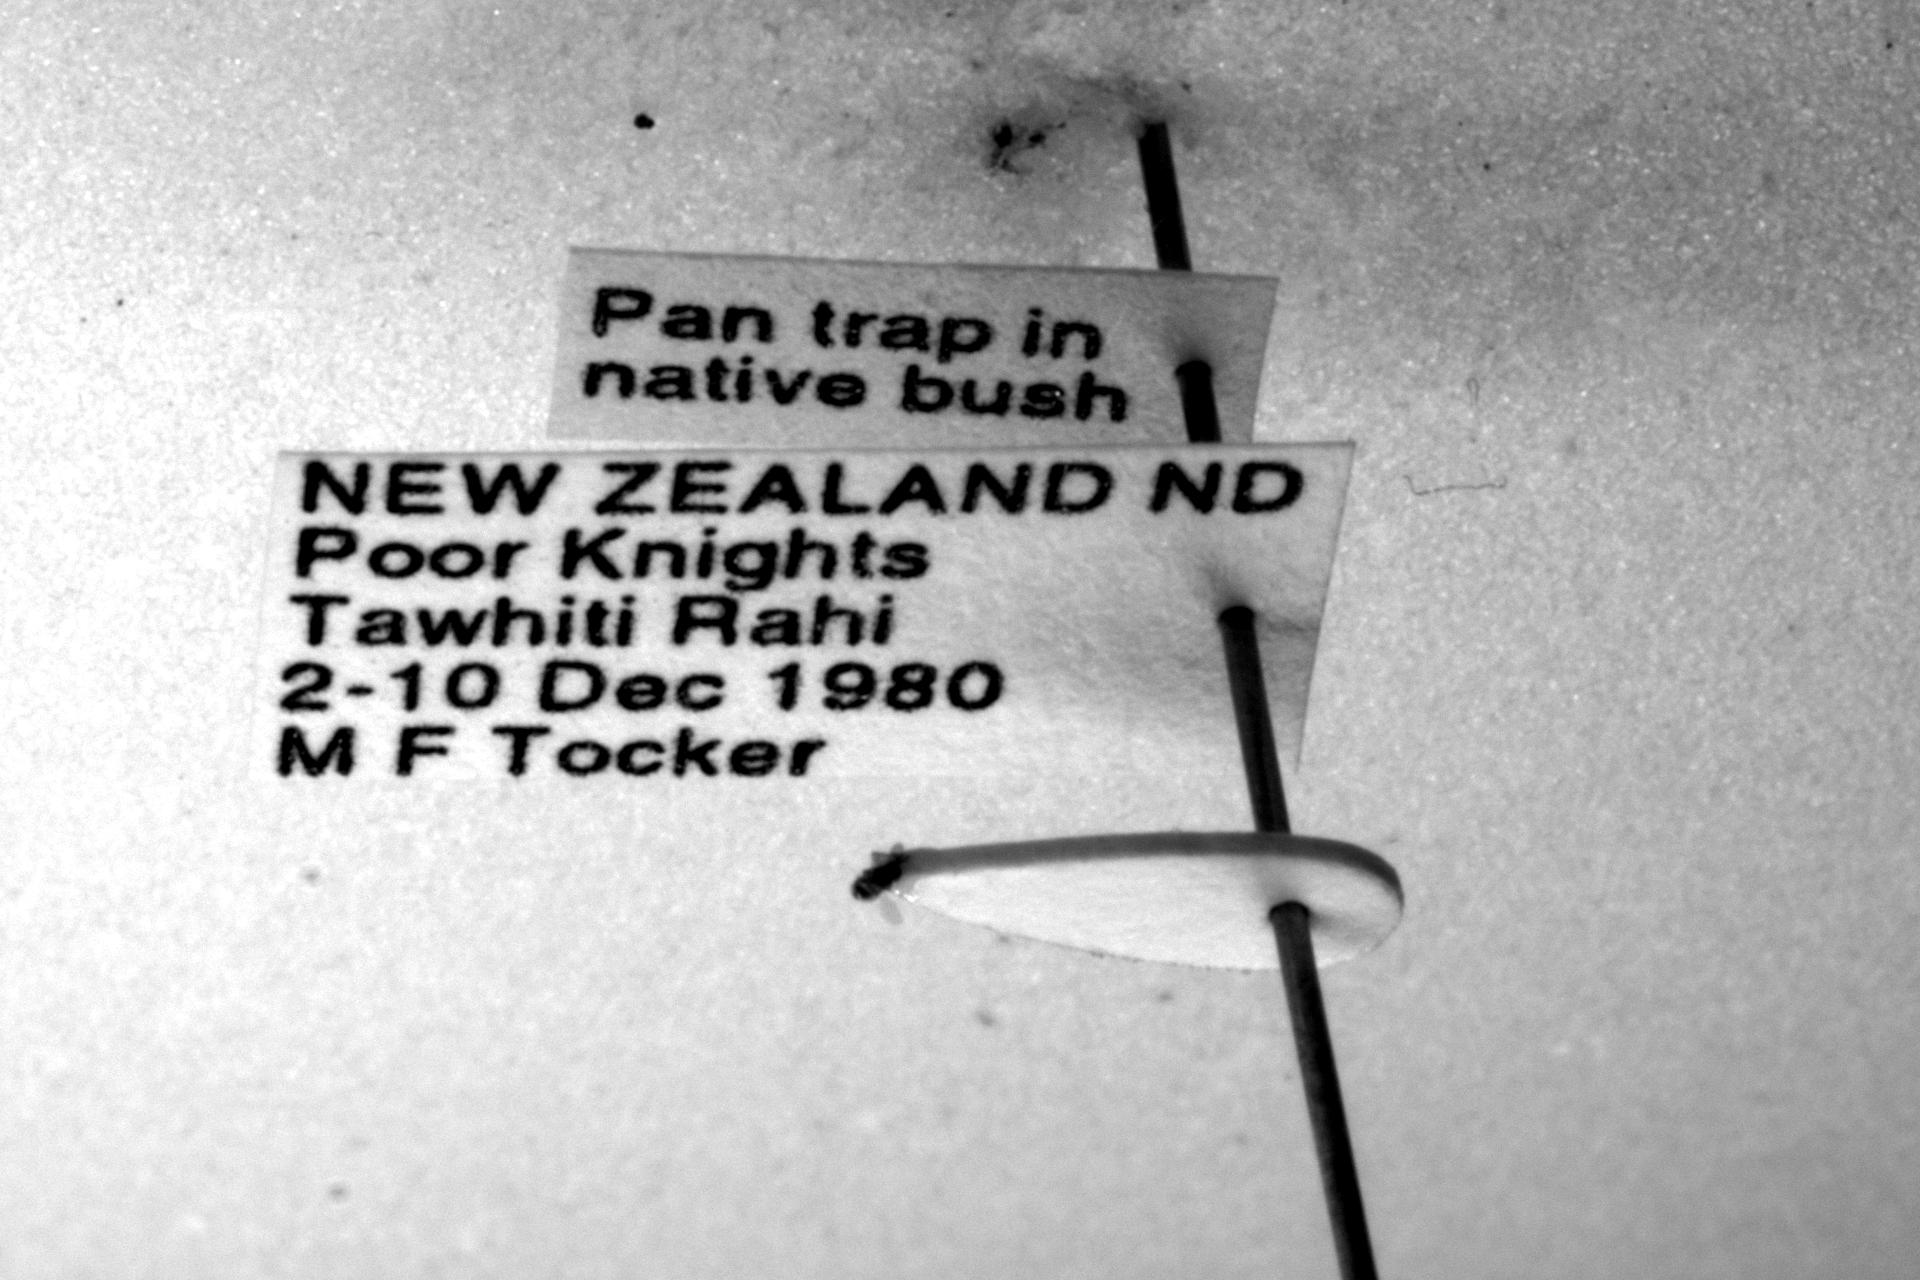 Pan trap in
native bush
NEW ZEALAND ND
Poor Knights
Tawhiti Rahi
2-10 Dec 1980
M F Tocker